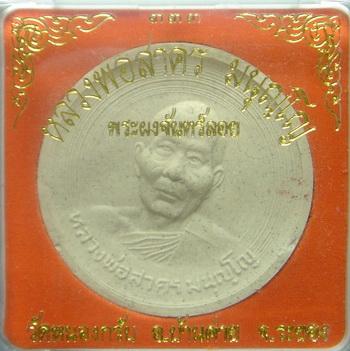 ๓๓๓
หลวงพ่อสาคร มนุญโญ
พระผงจันทร์ลอย
หลวงพ่อสาคร มนุญโญ
วัดหนองกรับ อ.บ้านค่าย จ.ระยอง